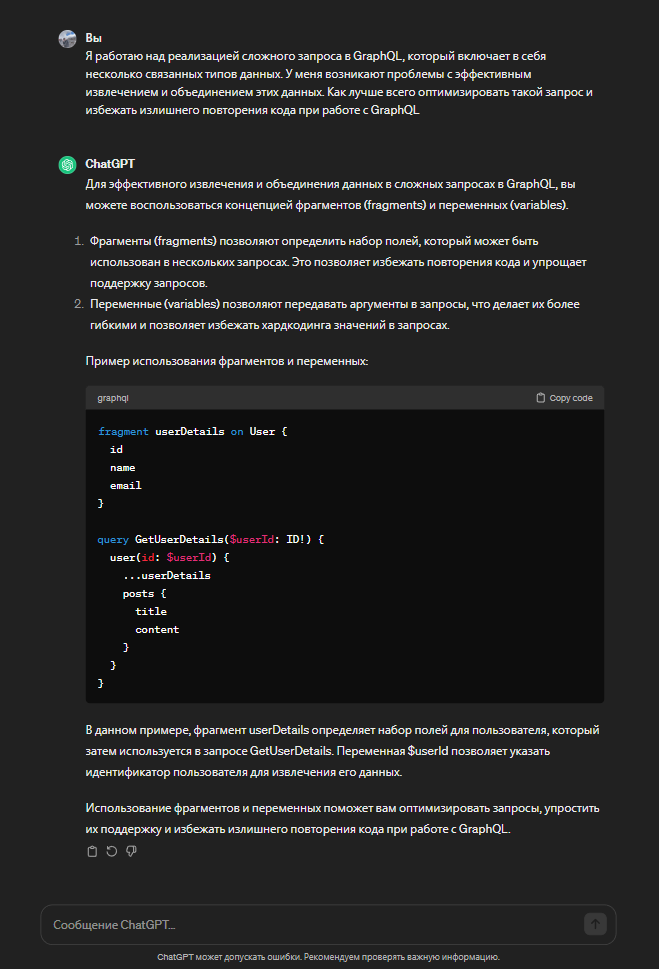 Вы
Я работаю над реализацией сложного запроса в GraphQL, который включает в себя
несколько связанных типов данных. У меня возникают проблемы с эффективным
извлечением и объединением этих данных. Как лучше всего оптимизировать такой запрос и
избежать излишнего повторения кода при работе с GraphQL
ChatGPT
Для эффективного извлечения и объединения данных в сложных запросах в GraphQL, вы
можете воспользоваться концепцией фрагментов (fragments) и переменных (variables).
1. Фрагменты (fragments) позволяют определить набор полей, который может быть
использован в нескольких запросах. Это позволяет избежать повторения кода и упрощает
поддержку запросов.
2. Переменные (variables) позволяют передавать аргументы в запросы, что делает их более
гибкими и позволяет избежать хардкодинга значений в запросах.
Пример использования фрагментов и переменных:
graphql Copy code
fragment userDetails on User {
  id
  name
  email
}
query GetUserDetails($userId: ID!) {
  user(id: $userId) {
    ...userDetails
    posts {
      title
      content
    }
  }
}
В данном примере, фрагмент userDetails определяет набор полей для пользователя, который
затем используется в запросе GetUserDetails. Переменная $userId позволяет указать
идентификатор пользователя для извлечения его данных.
Использование фрагментов и переменных поможет вам оптимизировать запросы, упростить
их поддержку и избежать излишнего повторения кода при работе с GraphQL.
Сообщение ChatGPT...
ChatGPT может допускать ошибки. Рекомендуем проверять важную информацию.